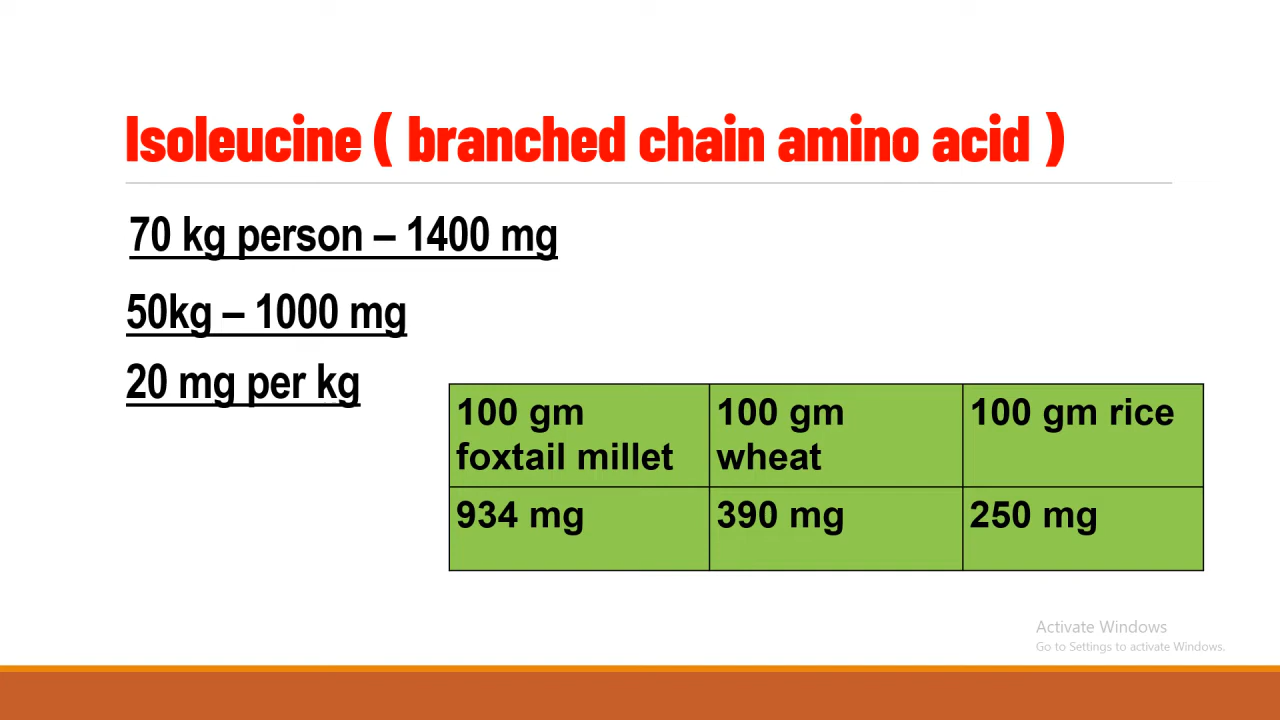 Isoleucine ( branched chain amino acid )
70 kg person – 1400 mg
50kg – 1000 mg
20 mg per kg
100 gm foxtail millet
100 gm wheat
100 gm rice
934 mg
390 mg
250 mg
Activate Windows
Go to Settings to activate Windows.